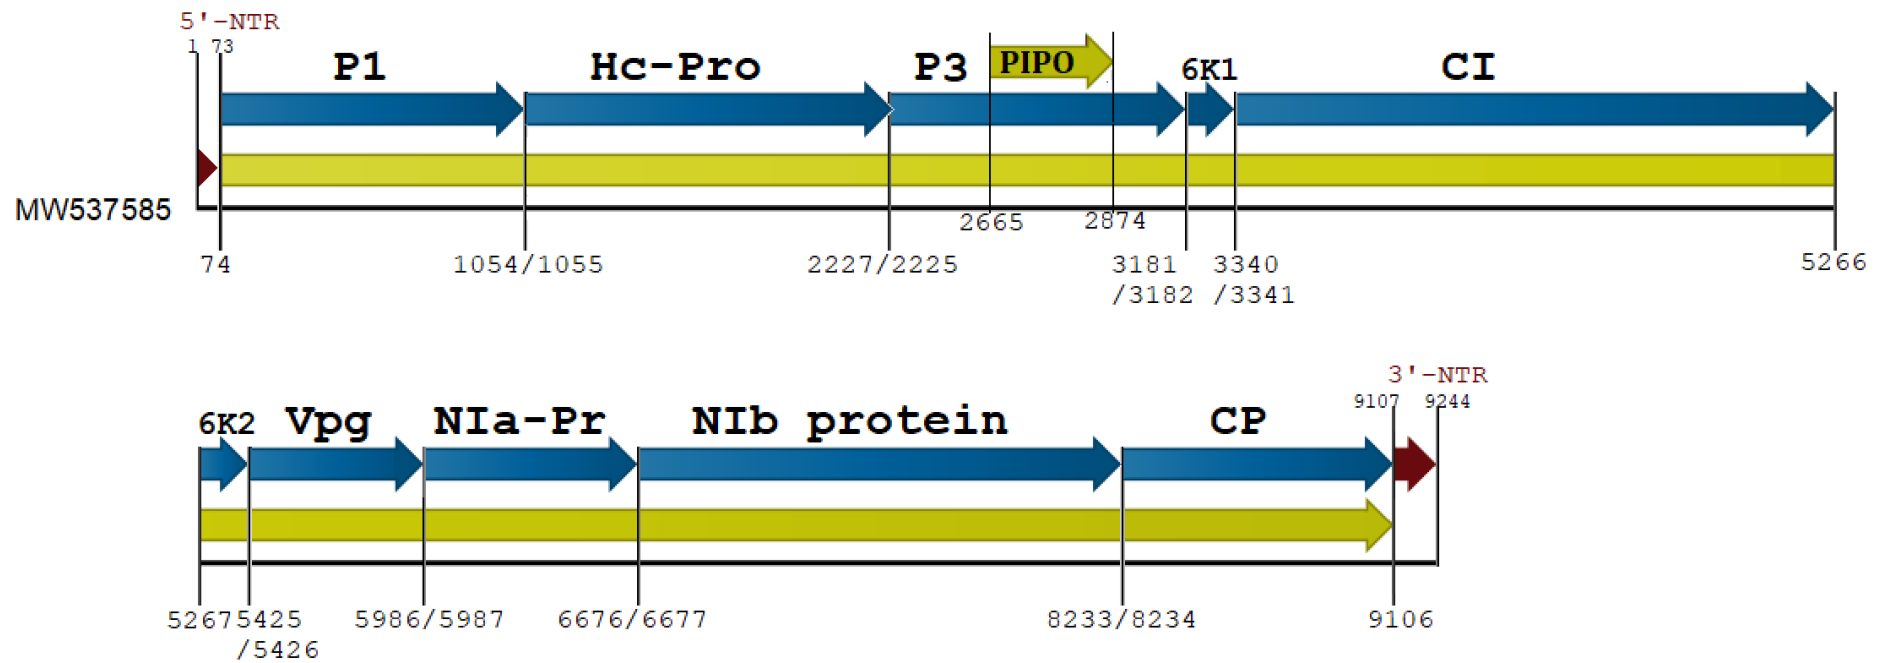 5'-NTR
1 73
P1 Hc-Pro P3 PIPO 6K1 CI
MW537585
2665 2874
74 1054/1055 2227/2225 3181 3340 5266
/3182 /3341
3'-NTR
9107 9244
6K2 Vpg NIa-Pr NIb protein CP
5267 5425 5986/5987 6676/6677 8233/8234 9106
/5426